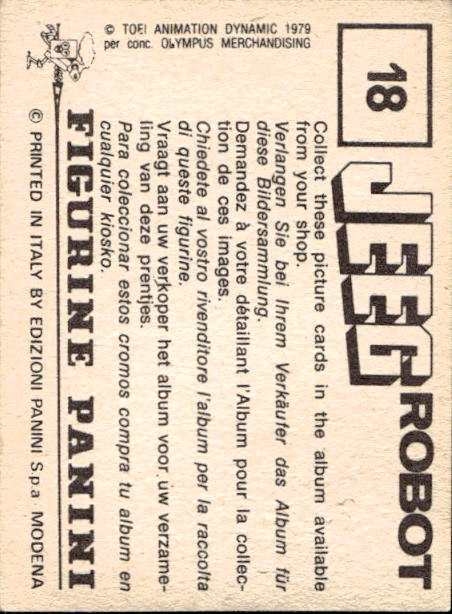 18
JEEG ROBOT
© TOEI ANIMATION DYNAMIC 1979
per conc. OLYMPUS MERCHANDISING
Collect these picture cards in the album available
from your shop.
Verlangen Sie bei Ihrem Verkäufer das Album für
diese Bildersammlung.
Demandez à votre détaillant l'Album pour la collec-
tion de ces images.
Chiedete al vostro rivenditore l'album per la raccolta
di queste figurine.
Vraagt aan uw verkoper het album voor uw verzame-
ling van deze prentjes.
Para coleccionar estos cromos compra tu album en
cualquier kiosko.
FIGURINE PANINI
© PRINTED IN ITALY BY EDIZIONI PANINI S.p.a MODENA